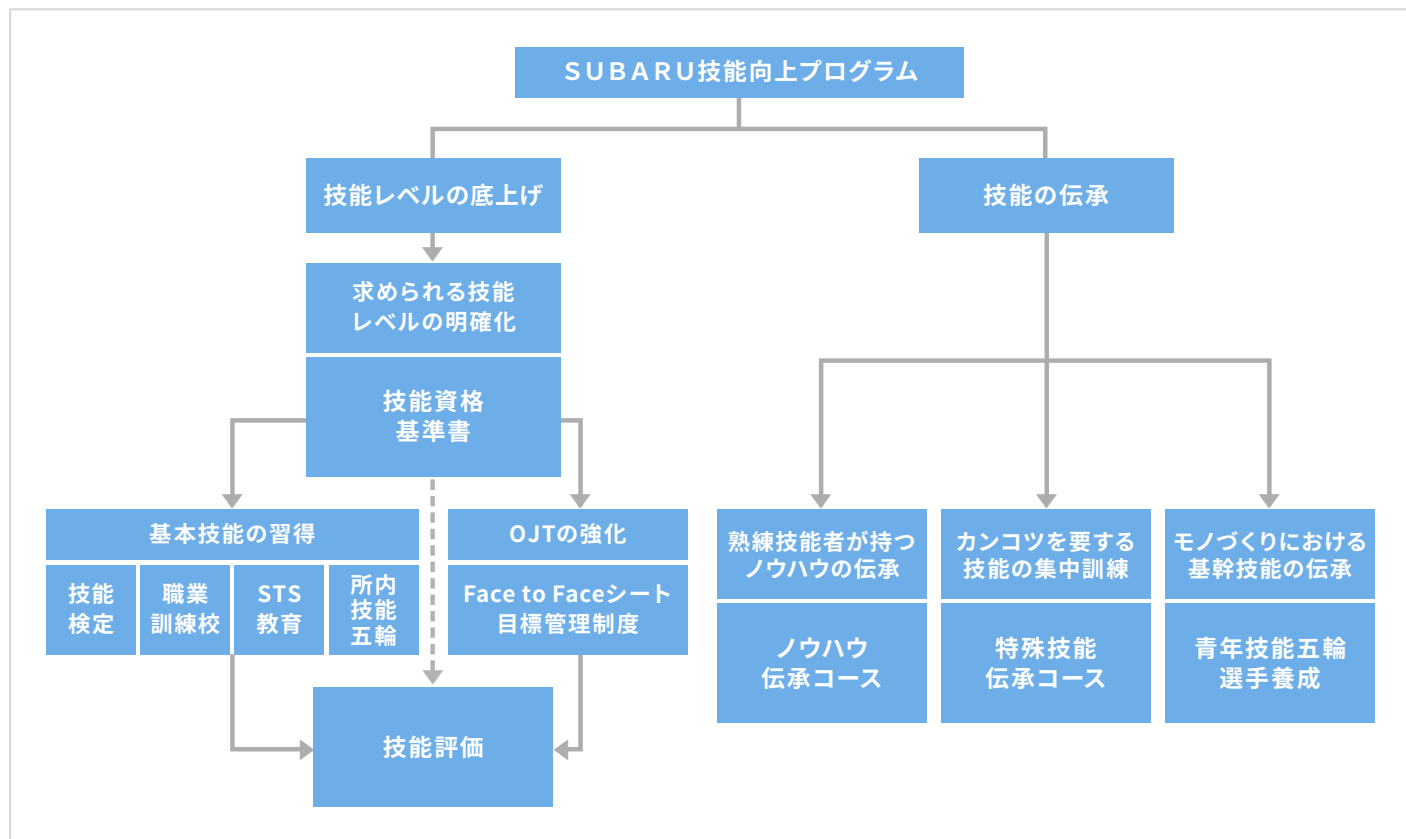 SUBARU技能向上プログラム
技能レベルの底上げ
技能の伝承
求められる技能
レベルの明確化
技能資格
基準書
基本技能の習得
技能
検定
職業
訓練校
STS
教育
所内
技能
五輪
OJTの強化
Face to Faceシート
目標管理制度
技能評価
熟練技能者が持つ
ノウハウの伝承
ノウハウ
伝承コース
カンコツを要する
技能の集中訓練
特殊技能
伝承コース
モノづくりにおける
基幹技能の伝承
青年技能五輪
選手養成